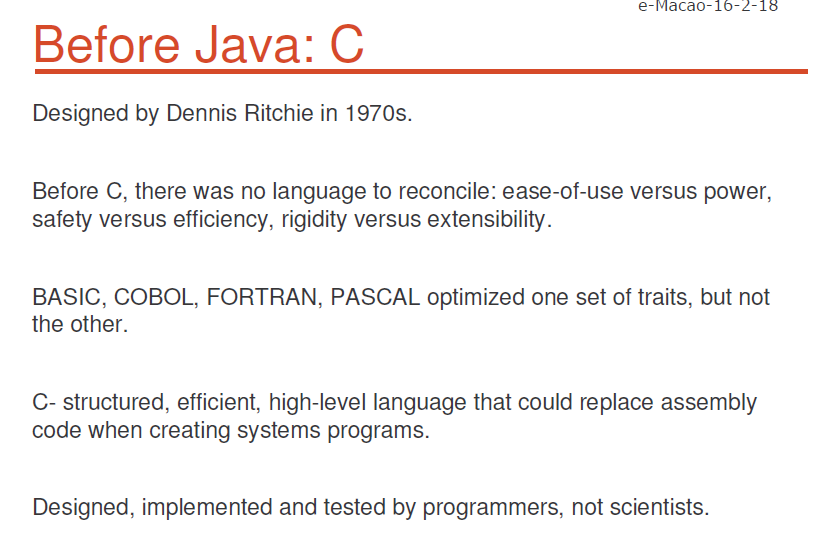 e-Macao-16-2-18
Before Java: C
Designed by Dennis Ritchie in 1970s.
Before C, there was no language to reconcile: ease-of-use versus power,
safety versus efficiency, rigidity versus extensibility.
BASIC, COBOL, FORTRAN, PASCAL optimized one set of traits, but not
the other.
C- structured, efficient, high-level language that could replace assembly
code when creating systems programs.
Designed, implemented and tested by programmers, not scientists.